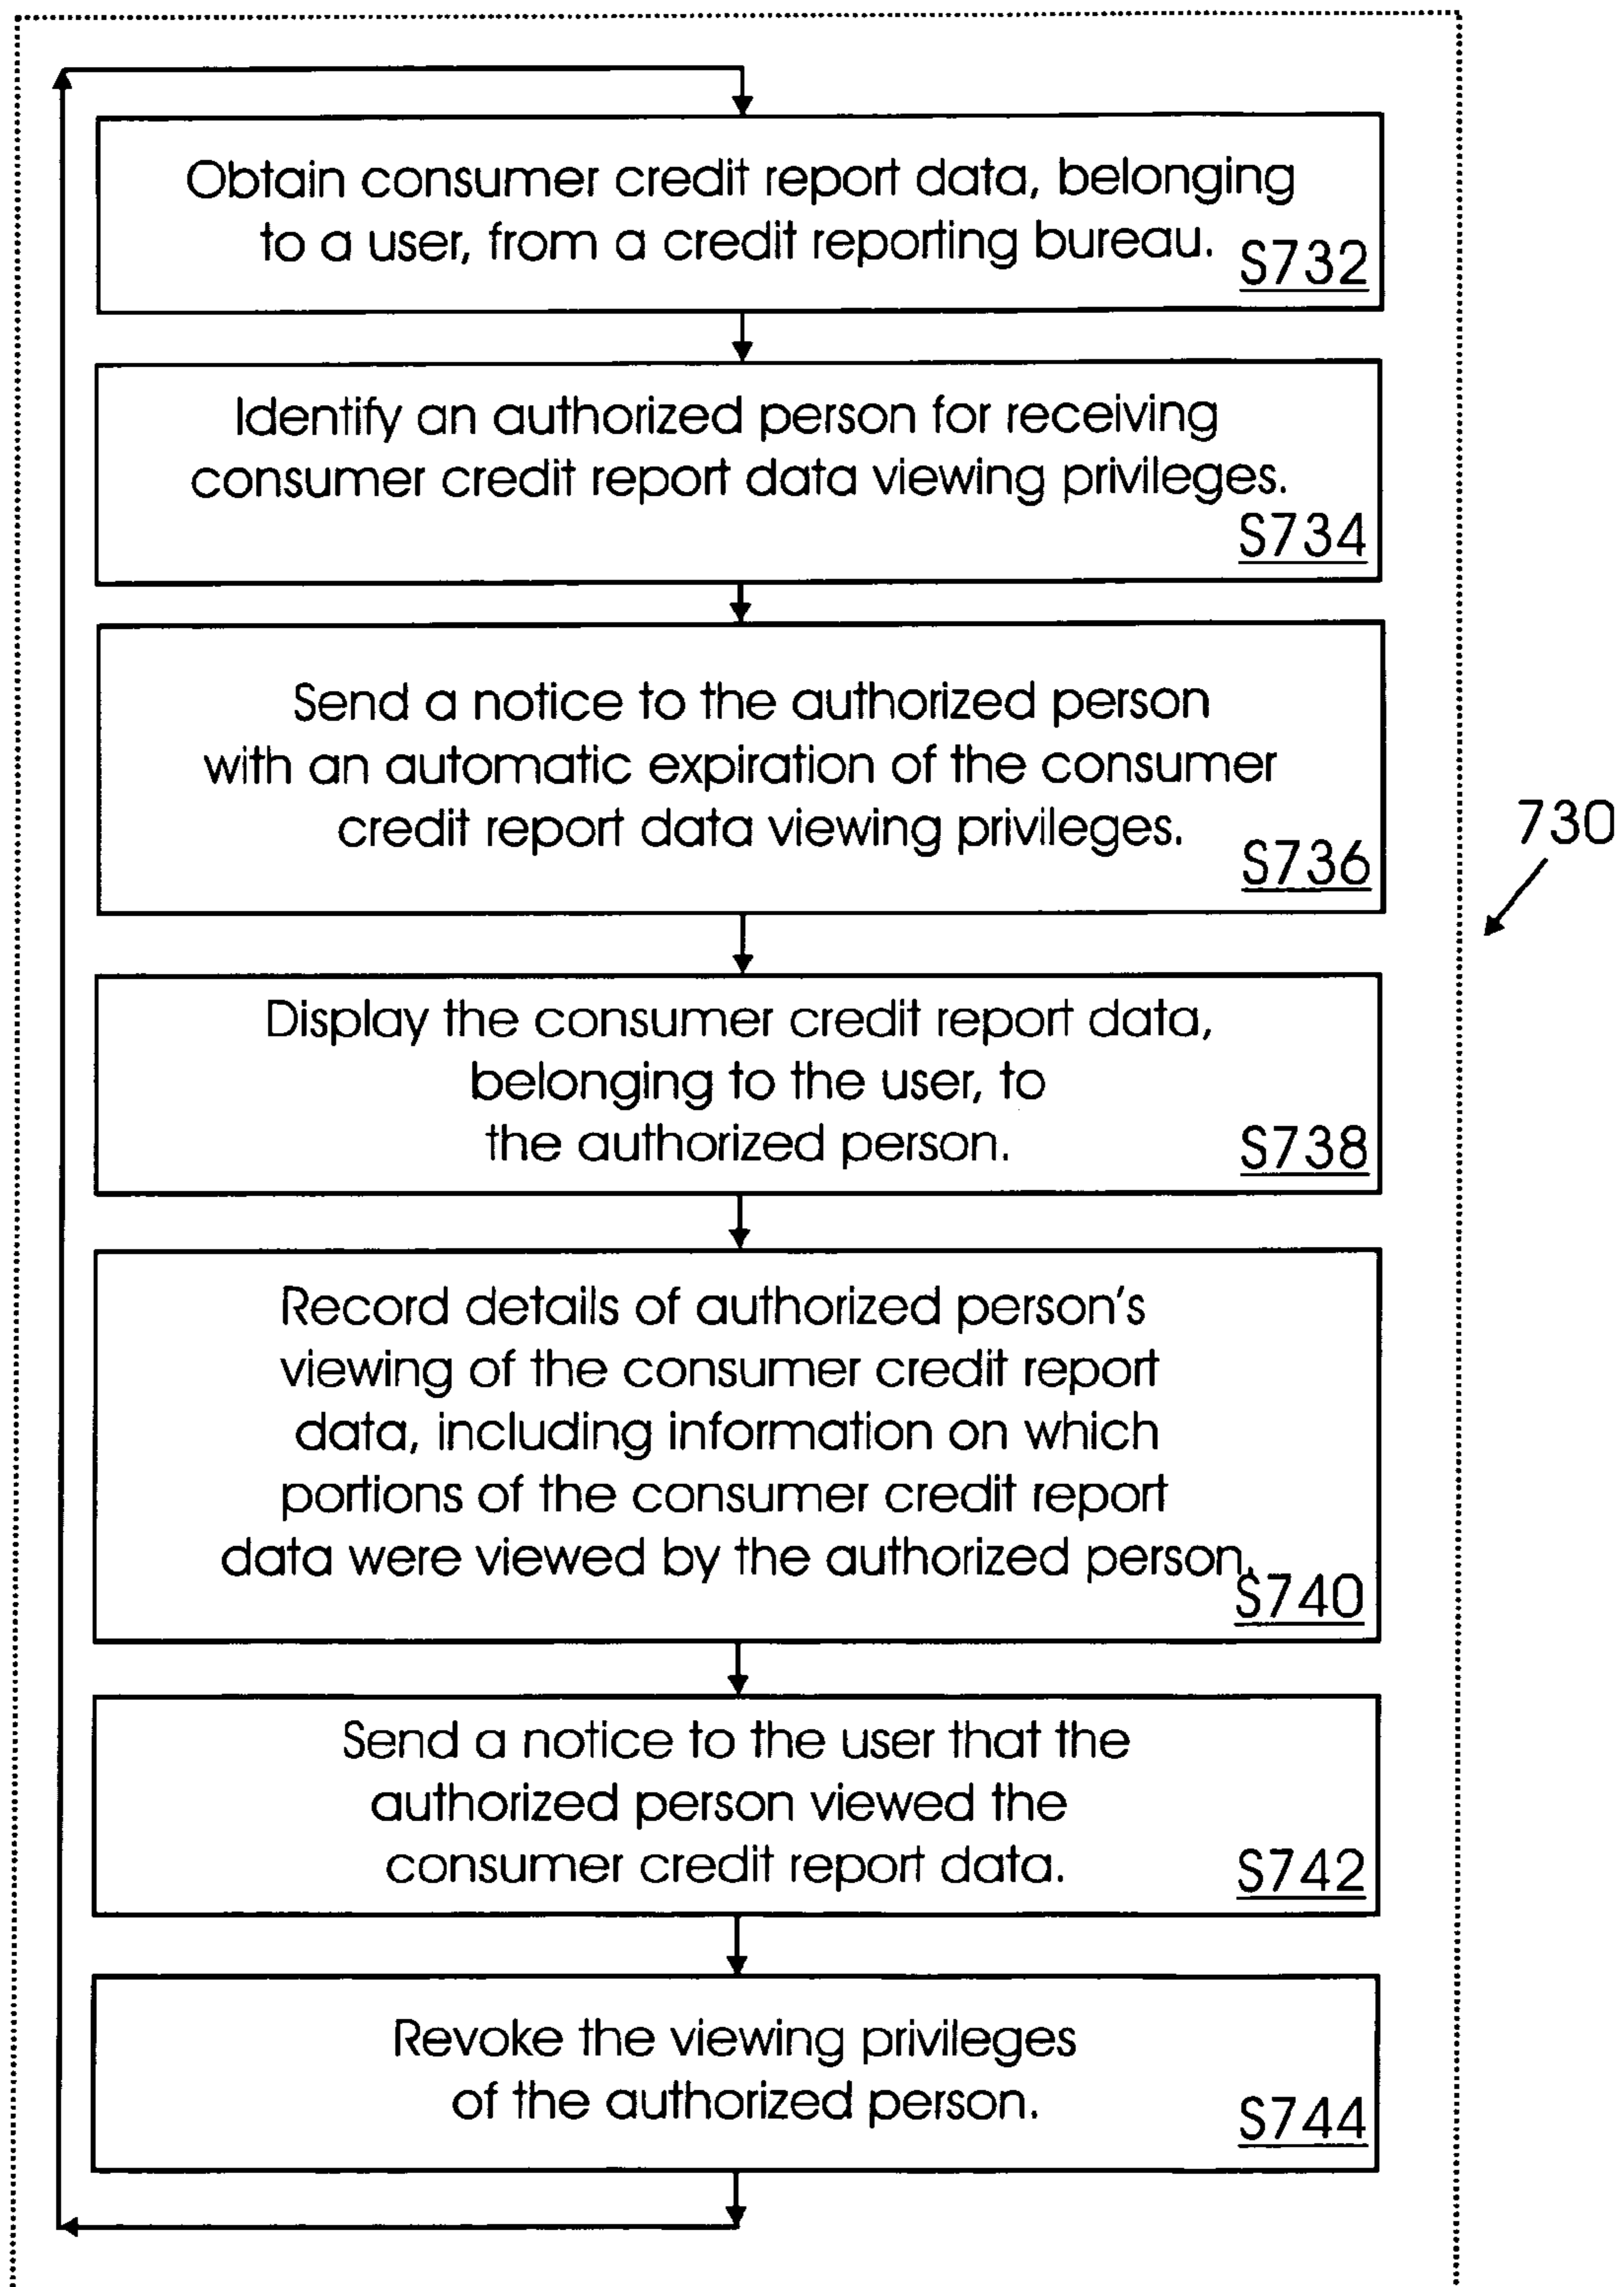 Obtain consumer credit report data, belonging
to a user, from a credit reporting bureau.
S732
Identify an authorized person for receiving
consumer credit report data viewing privileges.
S734
Send a notice to the authorized person
with an automatic expiration of the consumer
credit report data viewing privileges.
S736
730
Display the consumer credit report data,
belonging to the user, to
the authorized person.
S738
Record details of authorized person's
viewing of the consumer credit report
data, including information on which
portions of the consumer credit report
data were viewed by the authorized person.
S740
Send a notice to the user that the
authorized person viewed the
consumer credit report data.
S742
Revoke the viewing privileges
of the authorized person.
S744